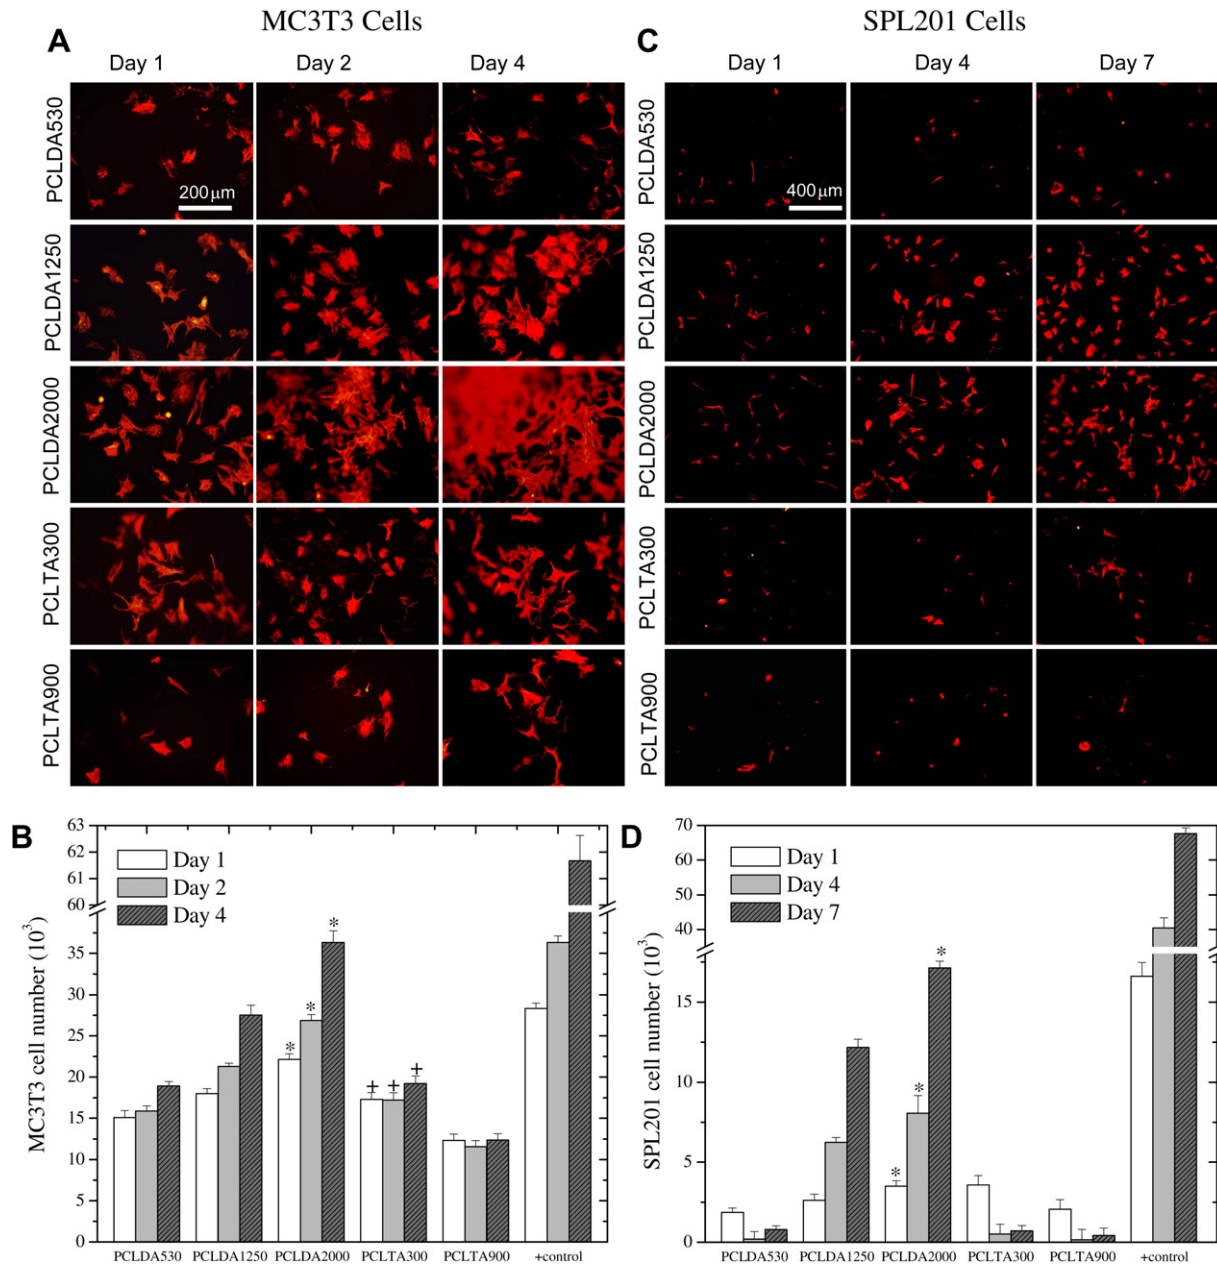 MC3T3 Cells
SPL201 Cells
A
C
Day 1 Day 2 Day 4
Day 1 Day 4 Day 7
PCLDA530
PCLDA1250
PCLDA2000
PCLTA300
PCLTA900
200 μm
PCLDA530
PCLDA1250
PCLDA2000
PCLTA300
PCLTA900
400 μm
B
MC3T3 cell number (10³)
63
62
61
60
35
30
25
20
15
10
Day 1
Day 2
Day 4
* * *
+ + +
PCLDA530 PCLDA1250 PCLDA2000 PCLTA300 PCLTA900 +control
D
SPL201 cell number (10³)
70
60
50
40
15
10
5
0
Day 1
Day 4
Day 7
* * *
PCLDA530 PCLDA1250 PCLDA2000 PCLTA300 PCLTA900 +control